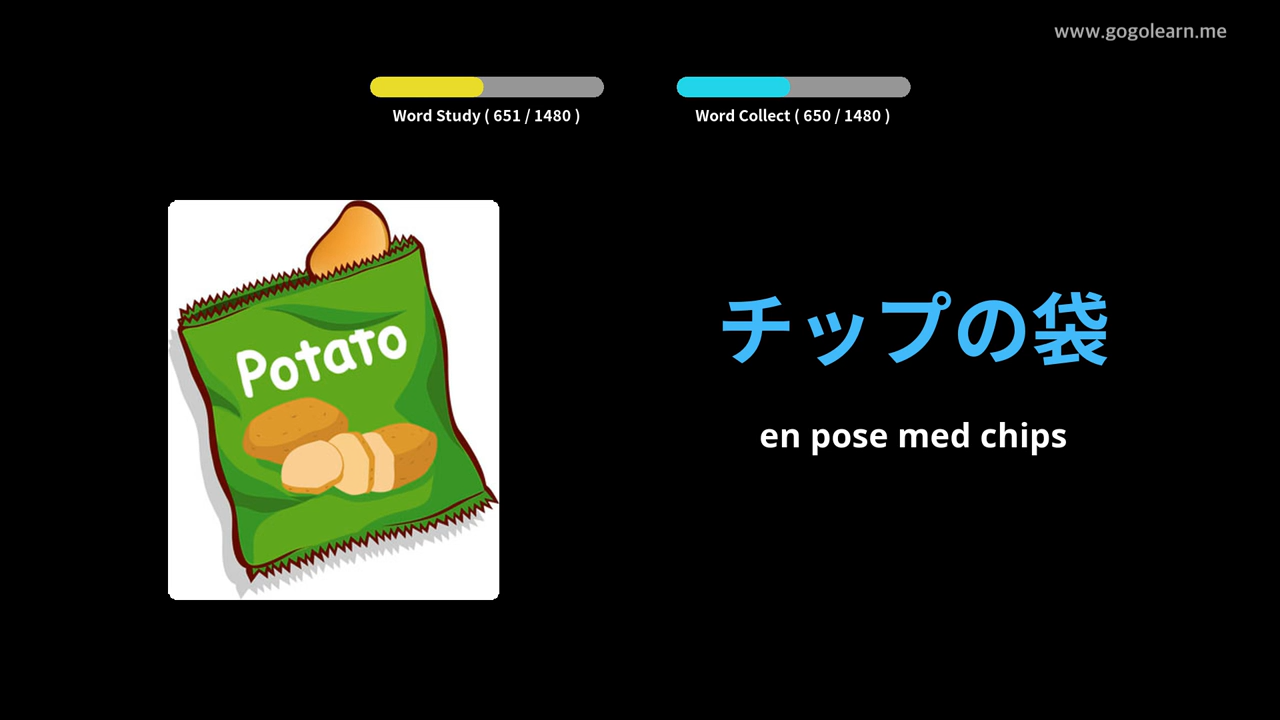 www.gogolearn.me
Word Study ( 651 / 1480 )
Word Collect ( 650 / 1480 )
Potato
チップの袋
en pose med chips